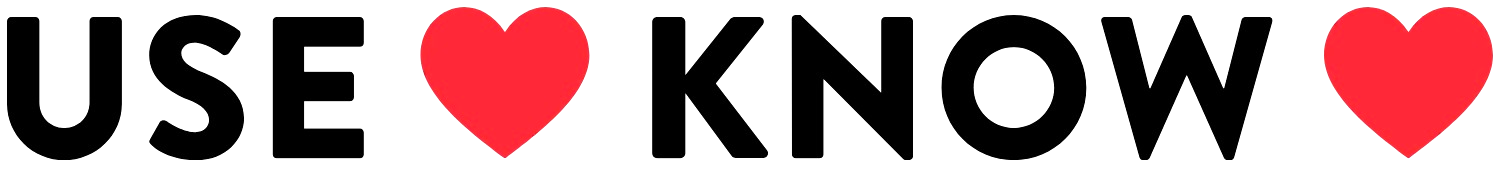 USE ❤ KNOW ❤